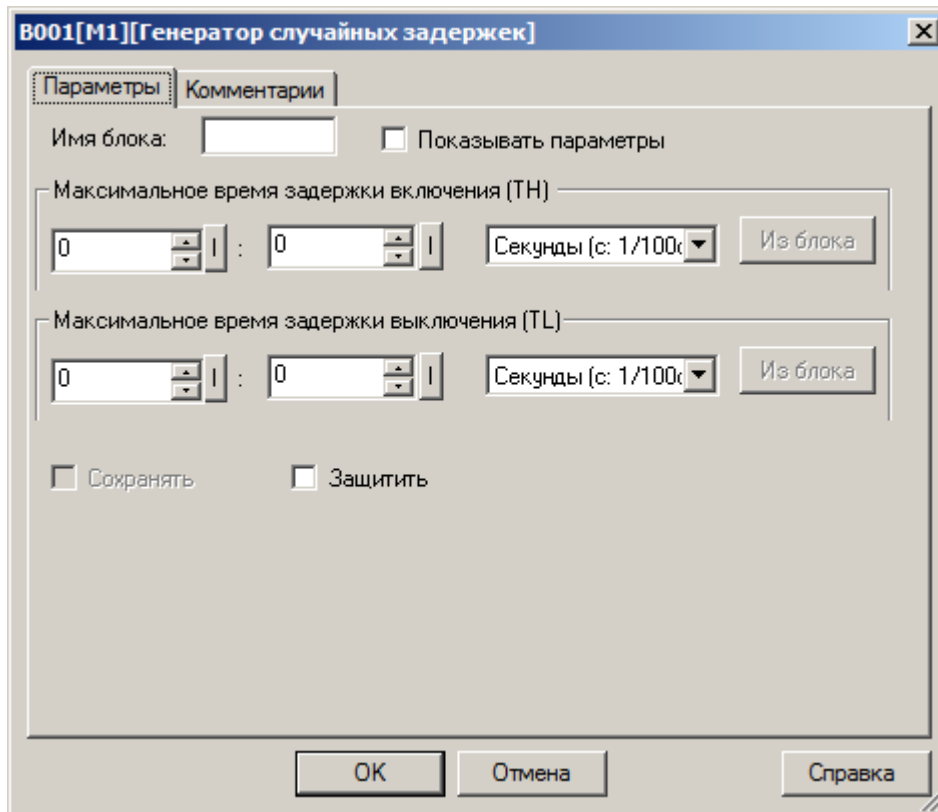 B001[M1][Генератор случайных задержек]
Параметры Комментарии
Имя блока: Показывать параметры
Максимальное время задержки включения (TH)
0 : 0 Секунды (с: 1/100с Из блока
Максимальное время задержки выключения (TL)
0 : 0 Секунды (с: 1/100с Из блока
Сохранять Защитить
OK Отмена Справка